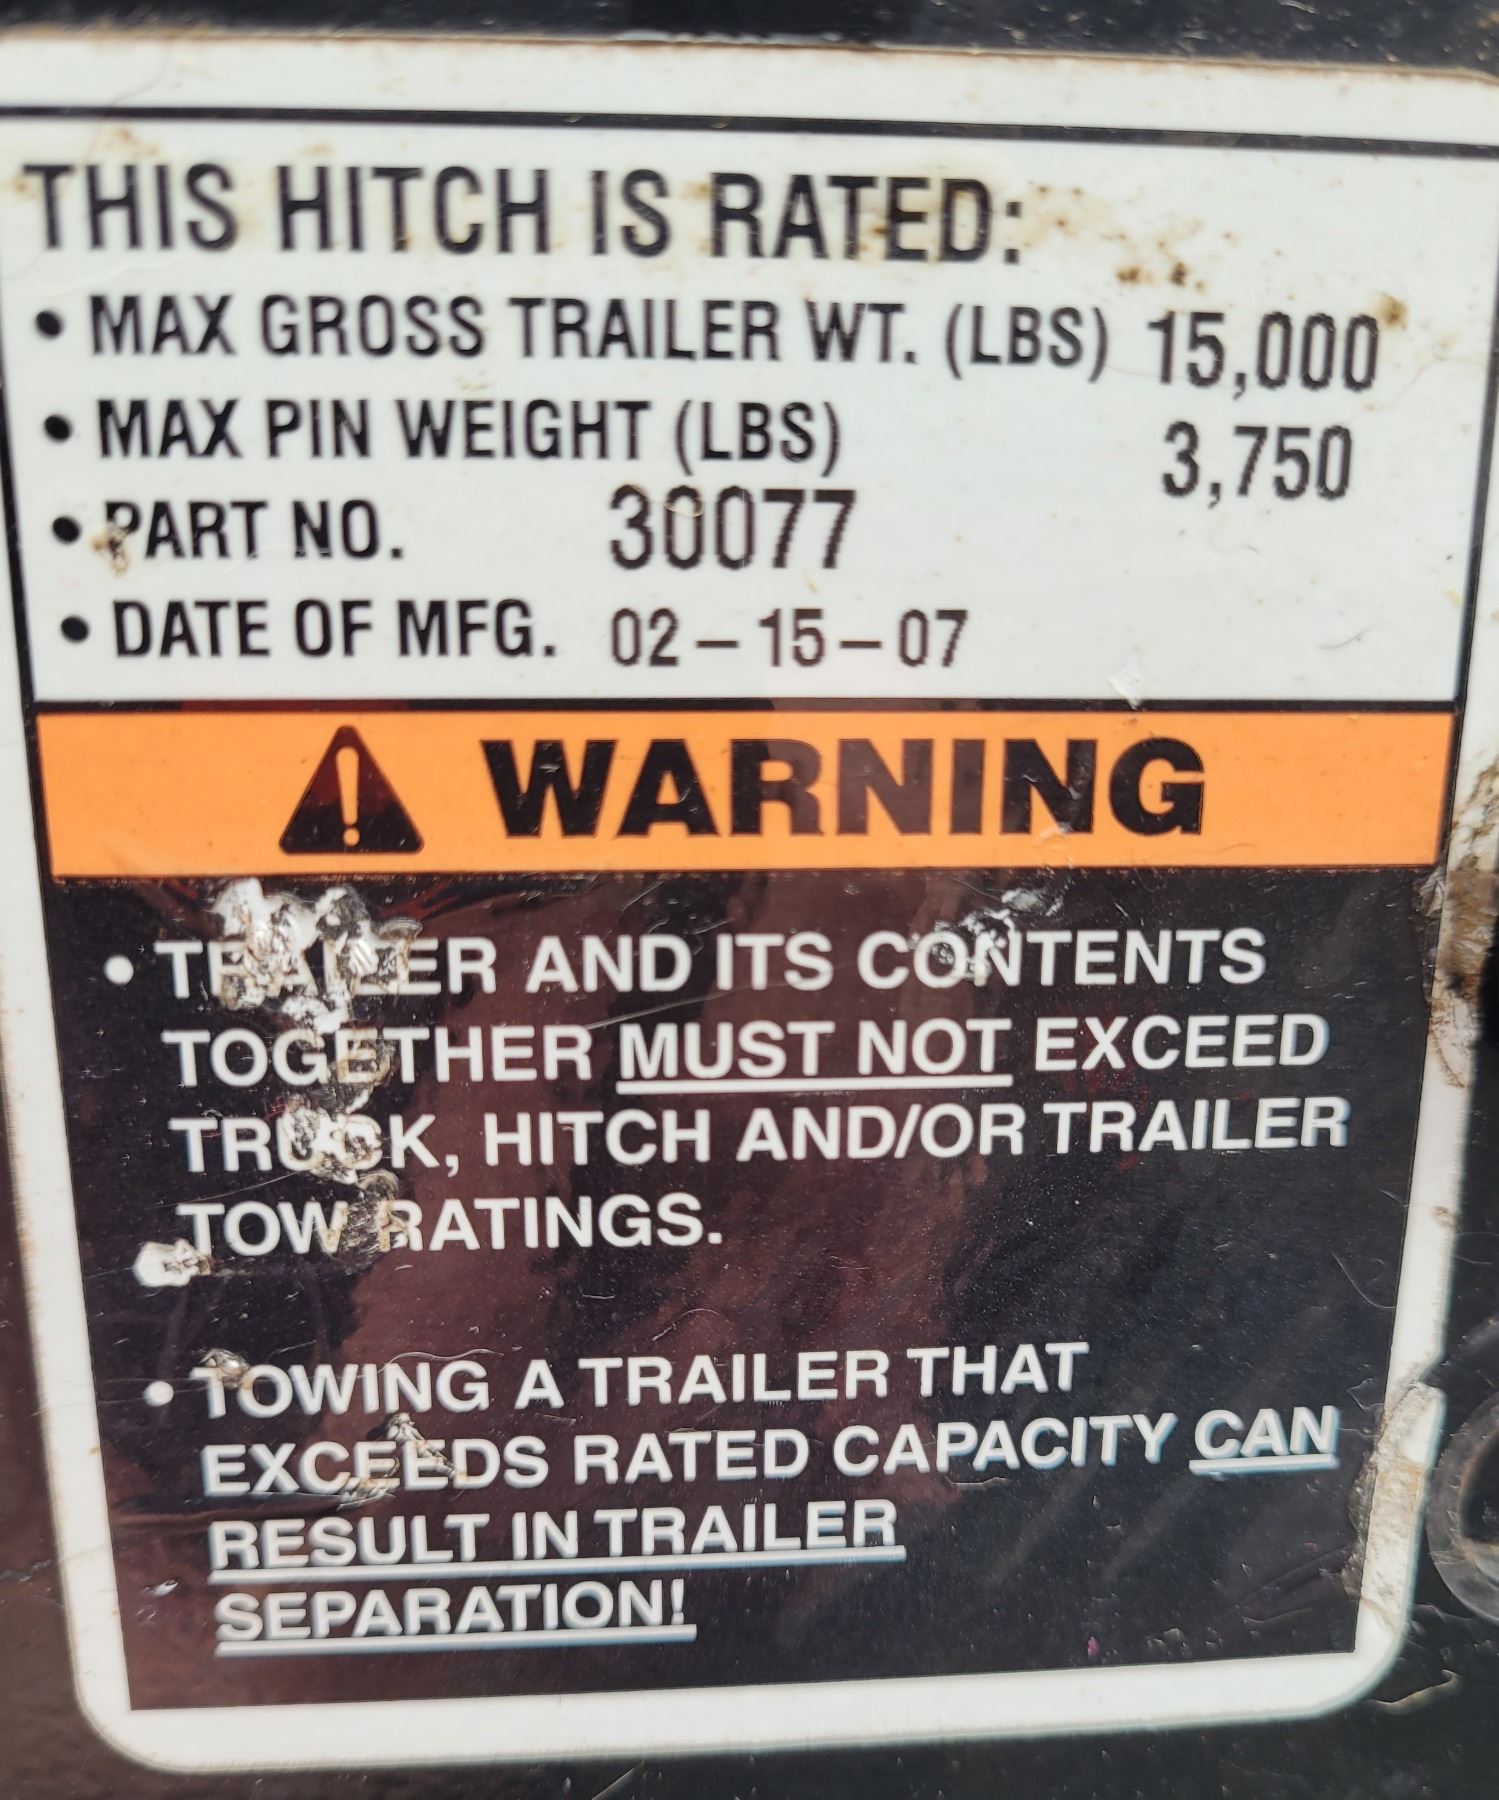 THIS HITCH IS RATED:
• MAX GROSS TRAILER WT. (LBS) 15,000
• MAX PIN WEIGHT (LBS) 3,750
• PART NO. 30077
• DATE OF MFG. 02-15-07
WARNING
• TRAILER AND ITS CONTENTS
TOGETHER MUST NOT EXCEED
TRUCK, HITCH AND/OR TRAILER
TOW RATINGS.
• TOWING A TRAILER THAT
EXCEEDS RATED CAPACITY CAN
RESULT IN TRAILER
SEPARATION!